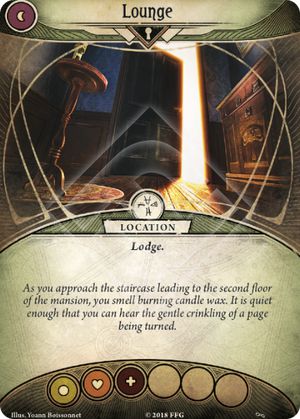 Lounge
LOCATION
Lodge.
As you approach the staircase leading to the second floor
of the mansion, you smell burning candle wax. It is quiet
enough that you can hear the gentle crinkling of a page
being turned.
Illus. Yoann Boissonnet
© 2018 FFG